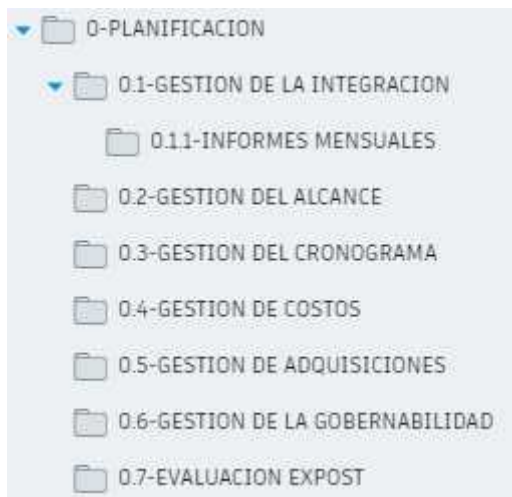 0-PLANIFICACION
0.1-GESTION DE LA INTEGRACION
0.1.1-INFORMES MENSUALES
0.2-GESTION DEL ALCANCE
0.3-GESTION DEL CRONOGRAMA
0.4-GESTION DE COSTOS
0.5-GESTION DE ADQUISICIONES
0.6-GESTION DE LA GOBERNABILIDAD
0.7-EVALUACION EXPOST